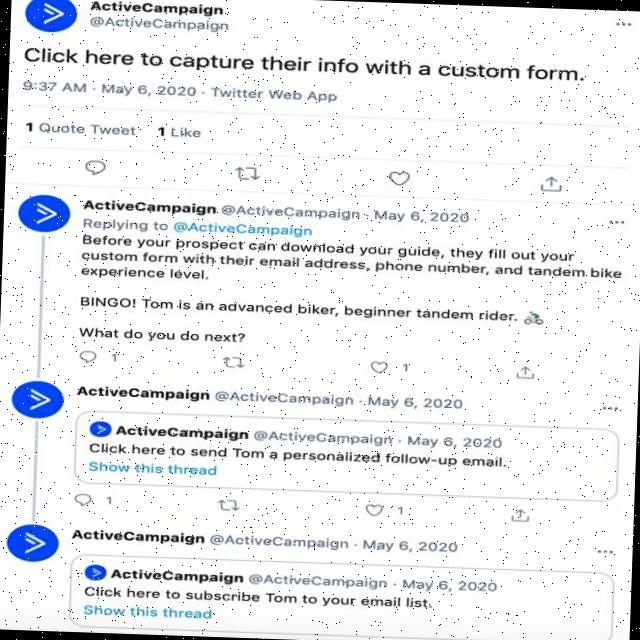 ActiveCampaign
@ActiveCampaign
Click here to capture their info with a custom form.
9:37 AM · May 6, 2020 · Twitter Web App
1 Quote Tweet 1 Like
ActiveCampaign @ActiveCampaign · May 6, 2020
Replying to @ActiveCampaign
Before your prospect can download your guide, they fill out your
custom form with their email address, phone number, and tandem bike
experience level.
BINGO! Tom is an advanced biker, beginner tandem rider. 🚴
What do you do next?
1 1
ActiveCampaign @ActiveCampaign · May 6, 2020
ActiveCampaign @ActiveCampaign · May 6, 2020
Click here to send Tom a personalized follow-up email.
Show this thread
1 1
ActiveCampaign @ActiveCampaign · May 6, 2020
ActiveCampaign @ActiveCampaign · May 6, 2020
Click here to subscribe Tom to your email list.
Show this thread